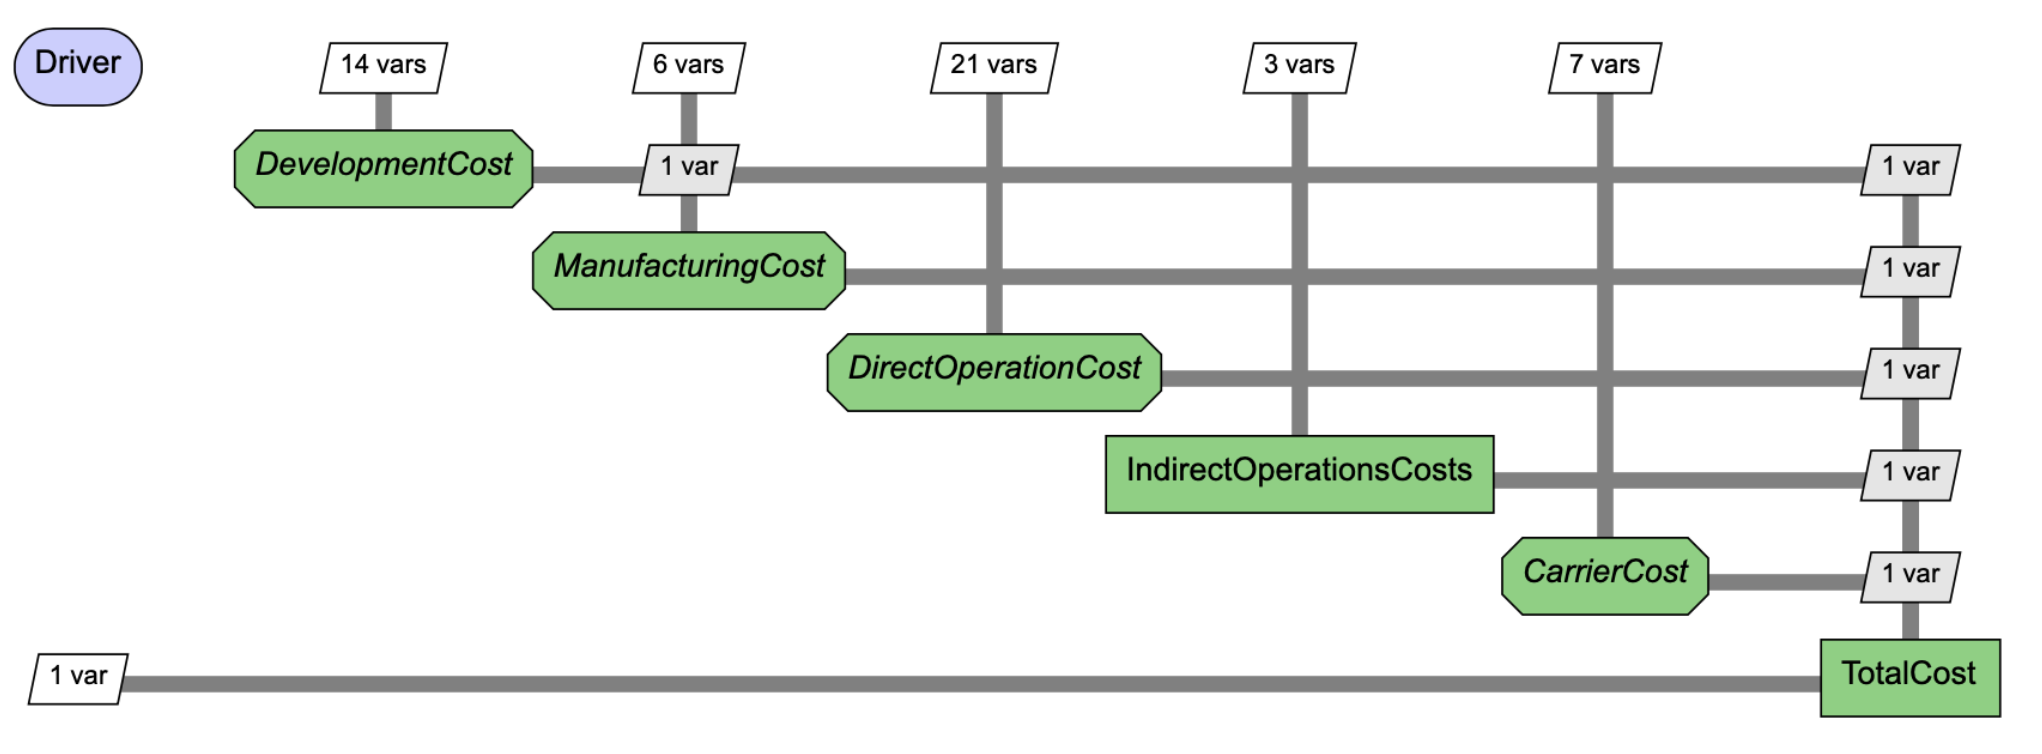 Driver
14 vars
6 vars
21 vars
3 vars
7 vars
DevelopmentCost
1 var
1 var
ManufacturingCost
1 var
DirectOperationCost
1 var
IndirectOperationsCosts
1 var
CarrierCost
1 var
1 var
TotalCost